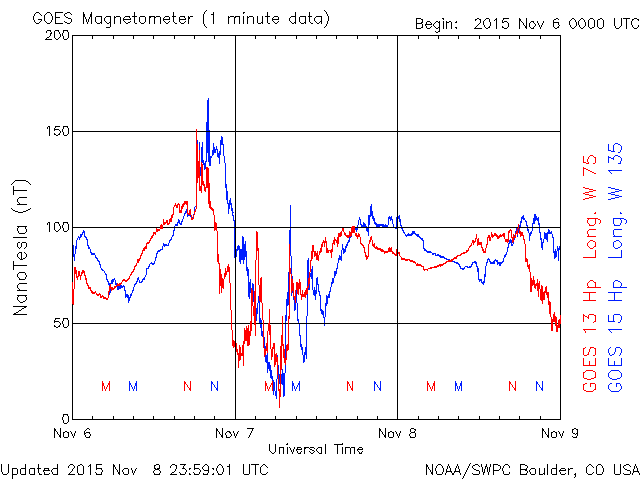 GOES Magnetometer (1 minute data)
Begin: 2015 Nov 6 0000 UTC
200
150
100
50
0
NanoTesla (nT)
M M N N M M N N M M N N
Nov 6 Nov 7 Nov 8 Nov 9
Universal Time
GOES 13 Hp Long. W 75
GOES 15 Hp Long. W 135
Updated 2015 Nov 8 23:59:01 UTC
NOAA/SWPC Boulder, CO USA